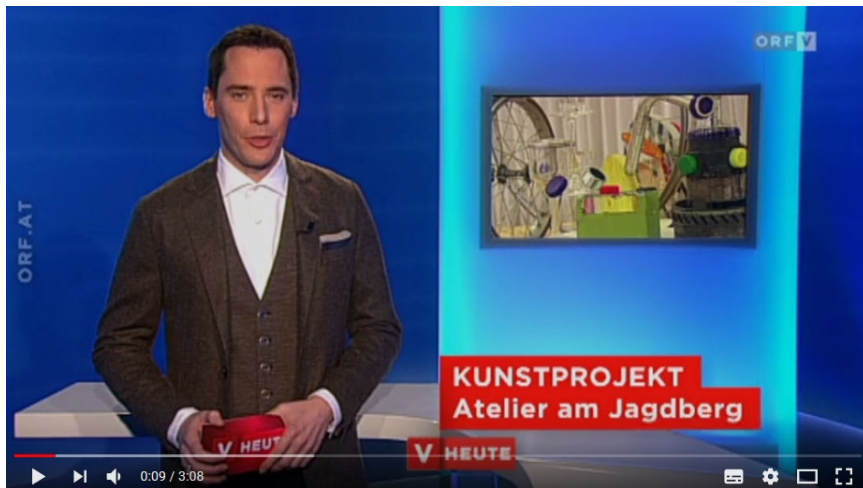 ORF V
ORF.AT
KUNSTPROJEKT
Atelier am Jagdberg
V HEUTE
V HEUTE
0:09 / 3:08